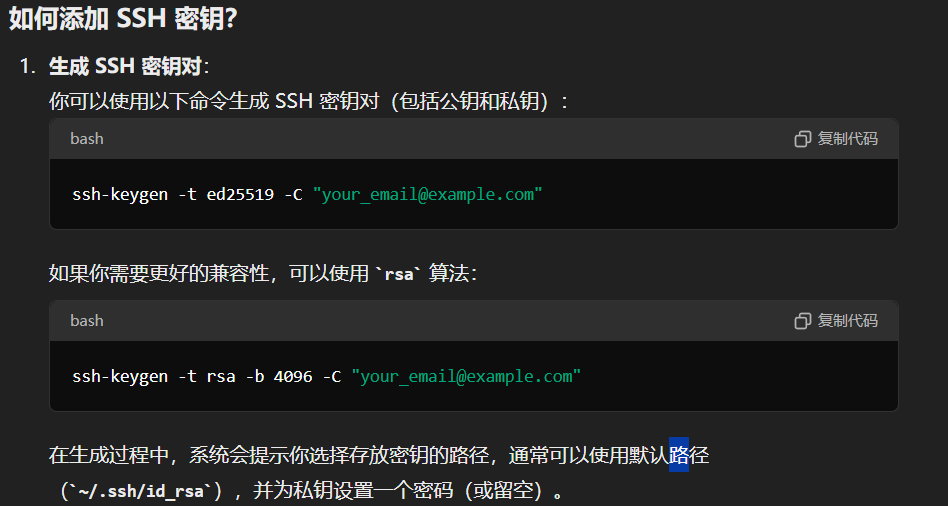 如何添加 SSH 密钥？
1. 生成 SSH 密钥对：
你可以使用以下命令生成 SSH 密钥对（包括公钥和私钥）：
bash 复制代码
ssh-keygen -t ed25519 -C "your_email@example.com"
如果你需要更好的兼容性，可以使用 `rsa` 算法：
bash 复制代码
ssh-keygen -t rsa -b 4096 -C "your_email@example.com"
在生成过程中，系统会提示你选择存放密钥的路径，通常可以使用默认路径
（`~/.ssh/id_rsa`），并为私钥设置一个密码（或留空）。